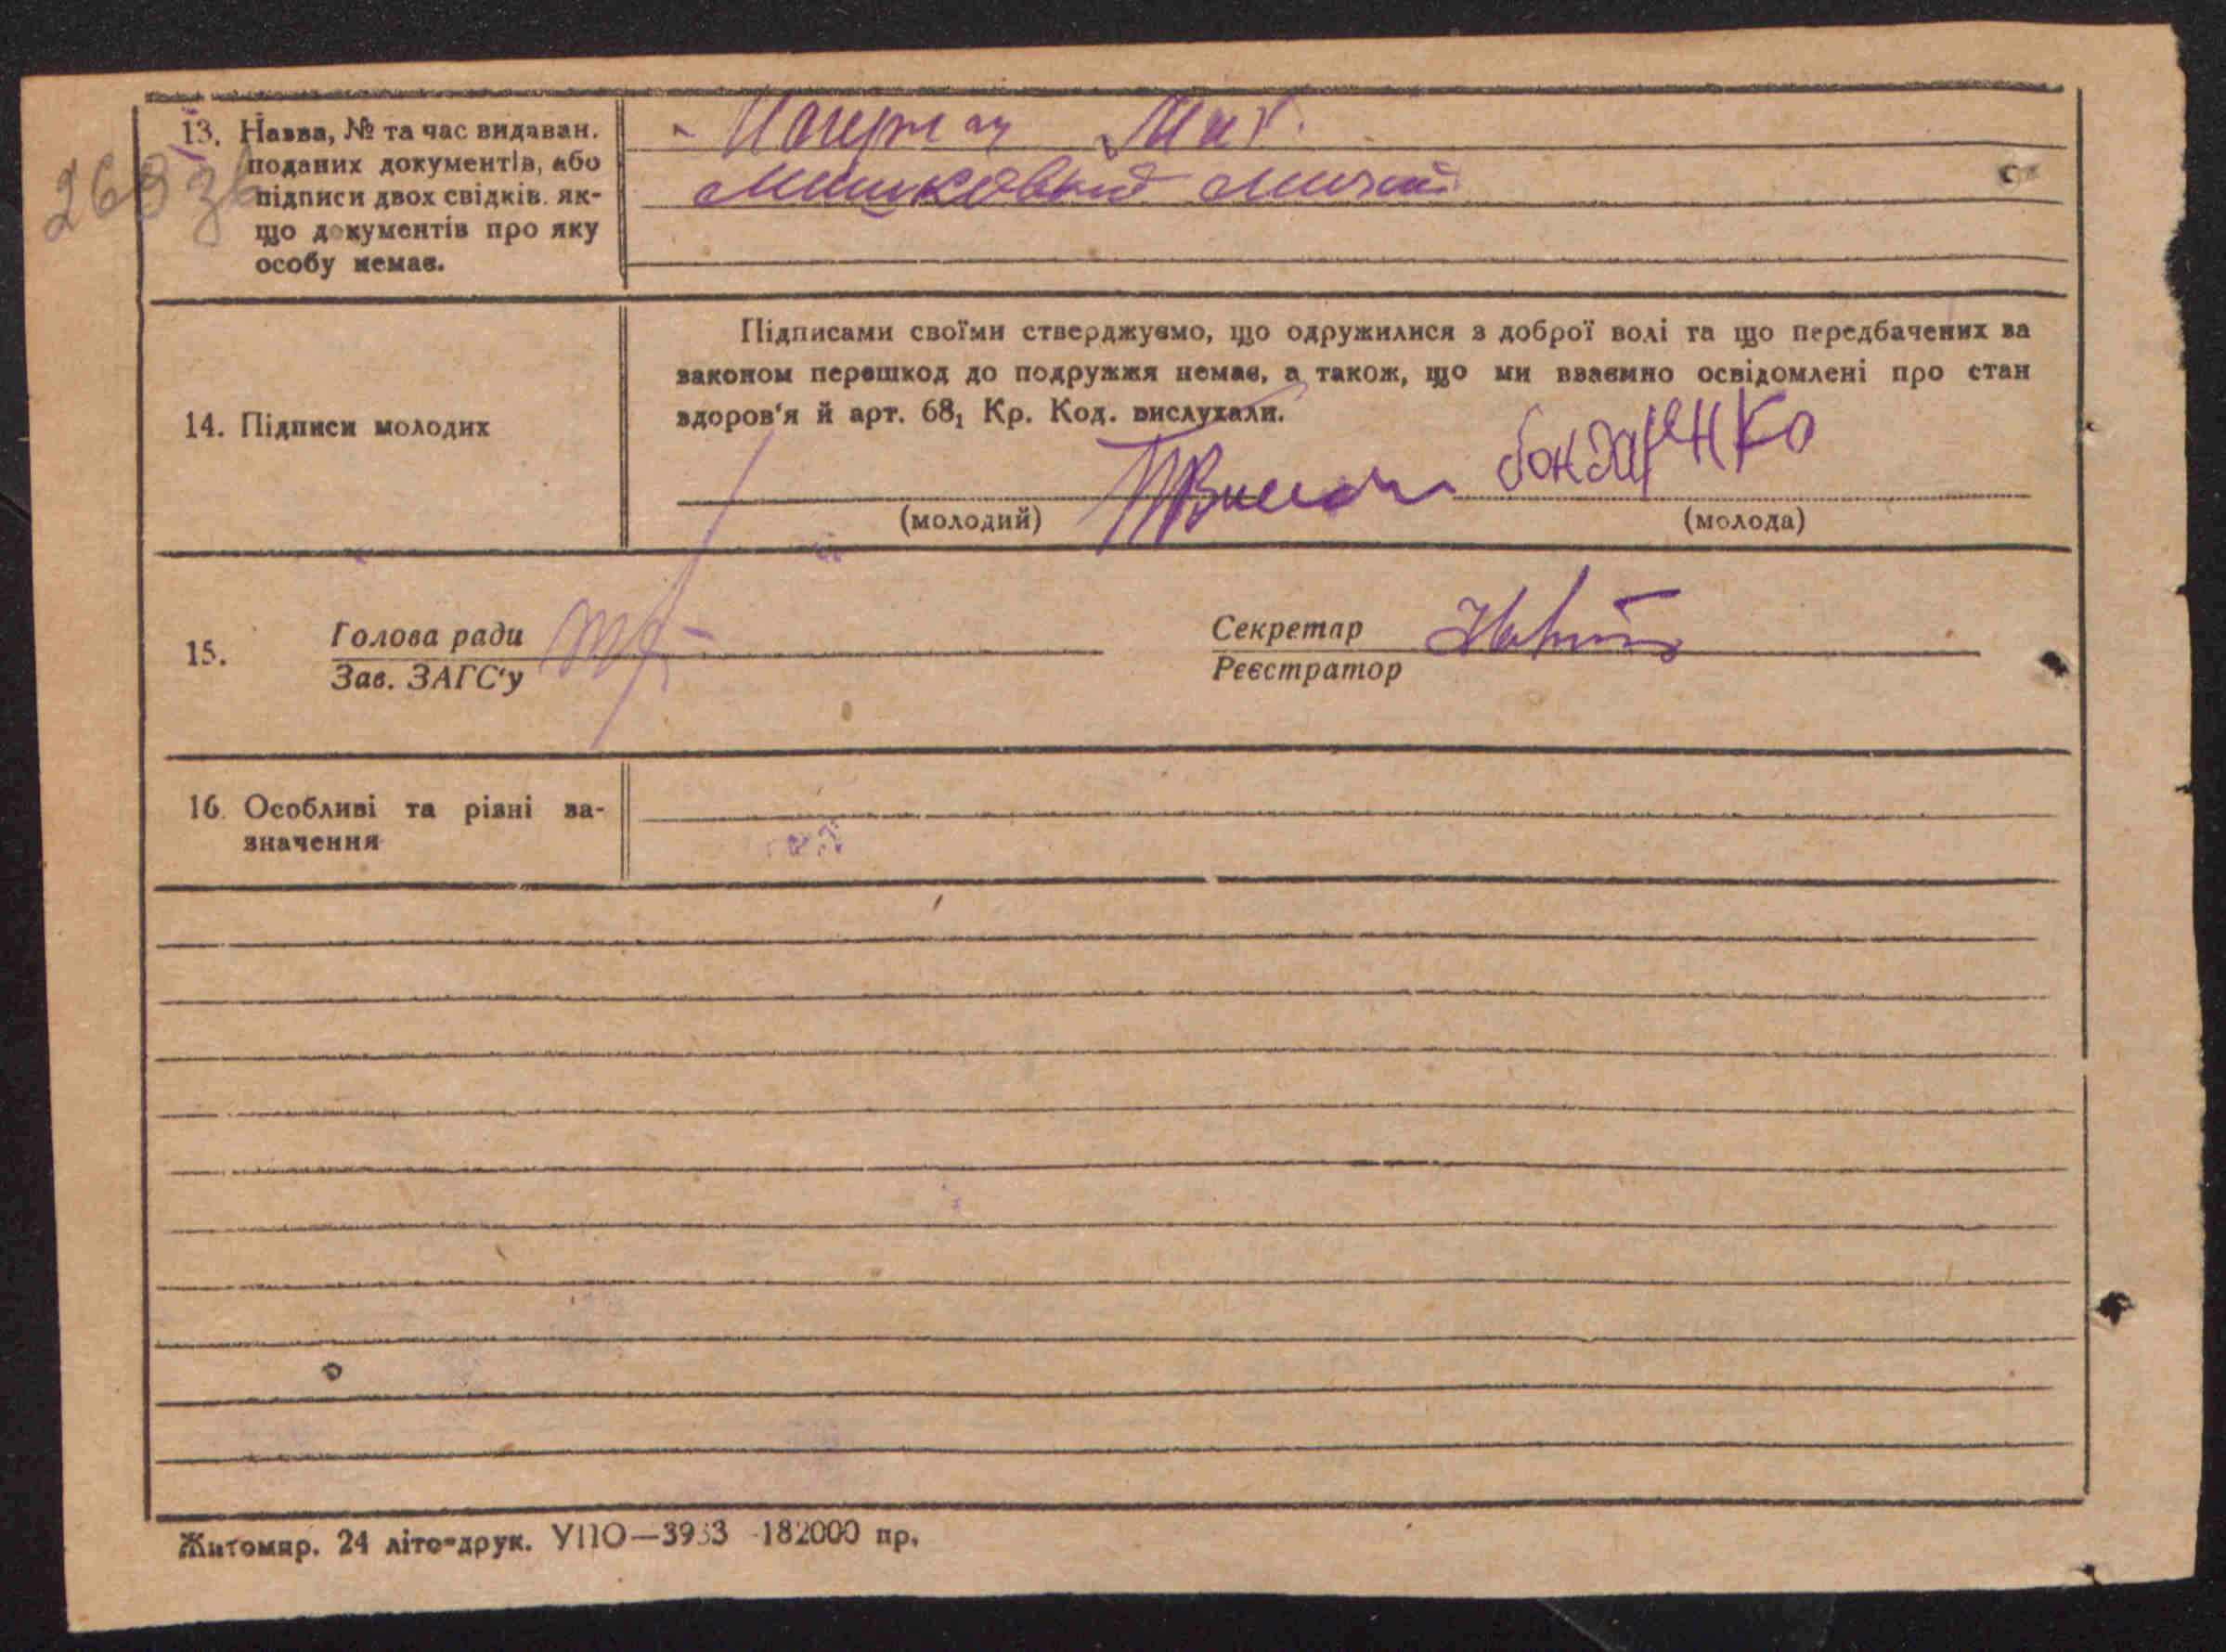 13. Назва, № та час видаван.
поданих документів, або
підписи двох свідків. як-
що документів про яку
особу немає.
Підписами своїми стверджуємо, що одружилися з доброї волі та що передбачених за
законом перешкод до подружжя немає, а також, що ми взаємно освідомлені про стан
здоров'я й арт. 68₁ Кр. Код. вислухали.
14. Підписи молодих
бондаренко
(молодий) (молода)
15. Голова ради
Зав. ЗАГС'у
Секретар
Реєстратор
16. Особливі та різні за-
значення
Житомир. 24 літо-друк. УПО—3933 -182000 пр.